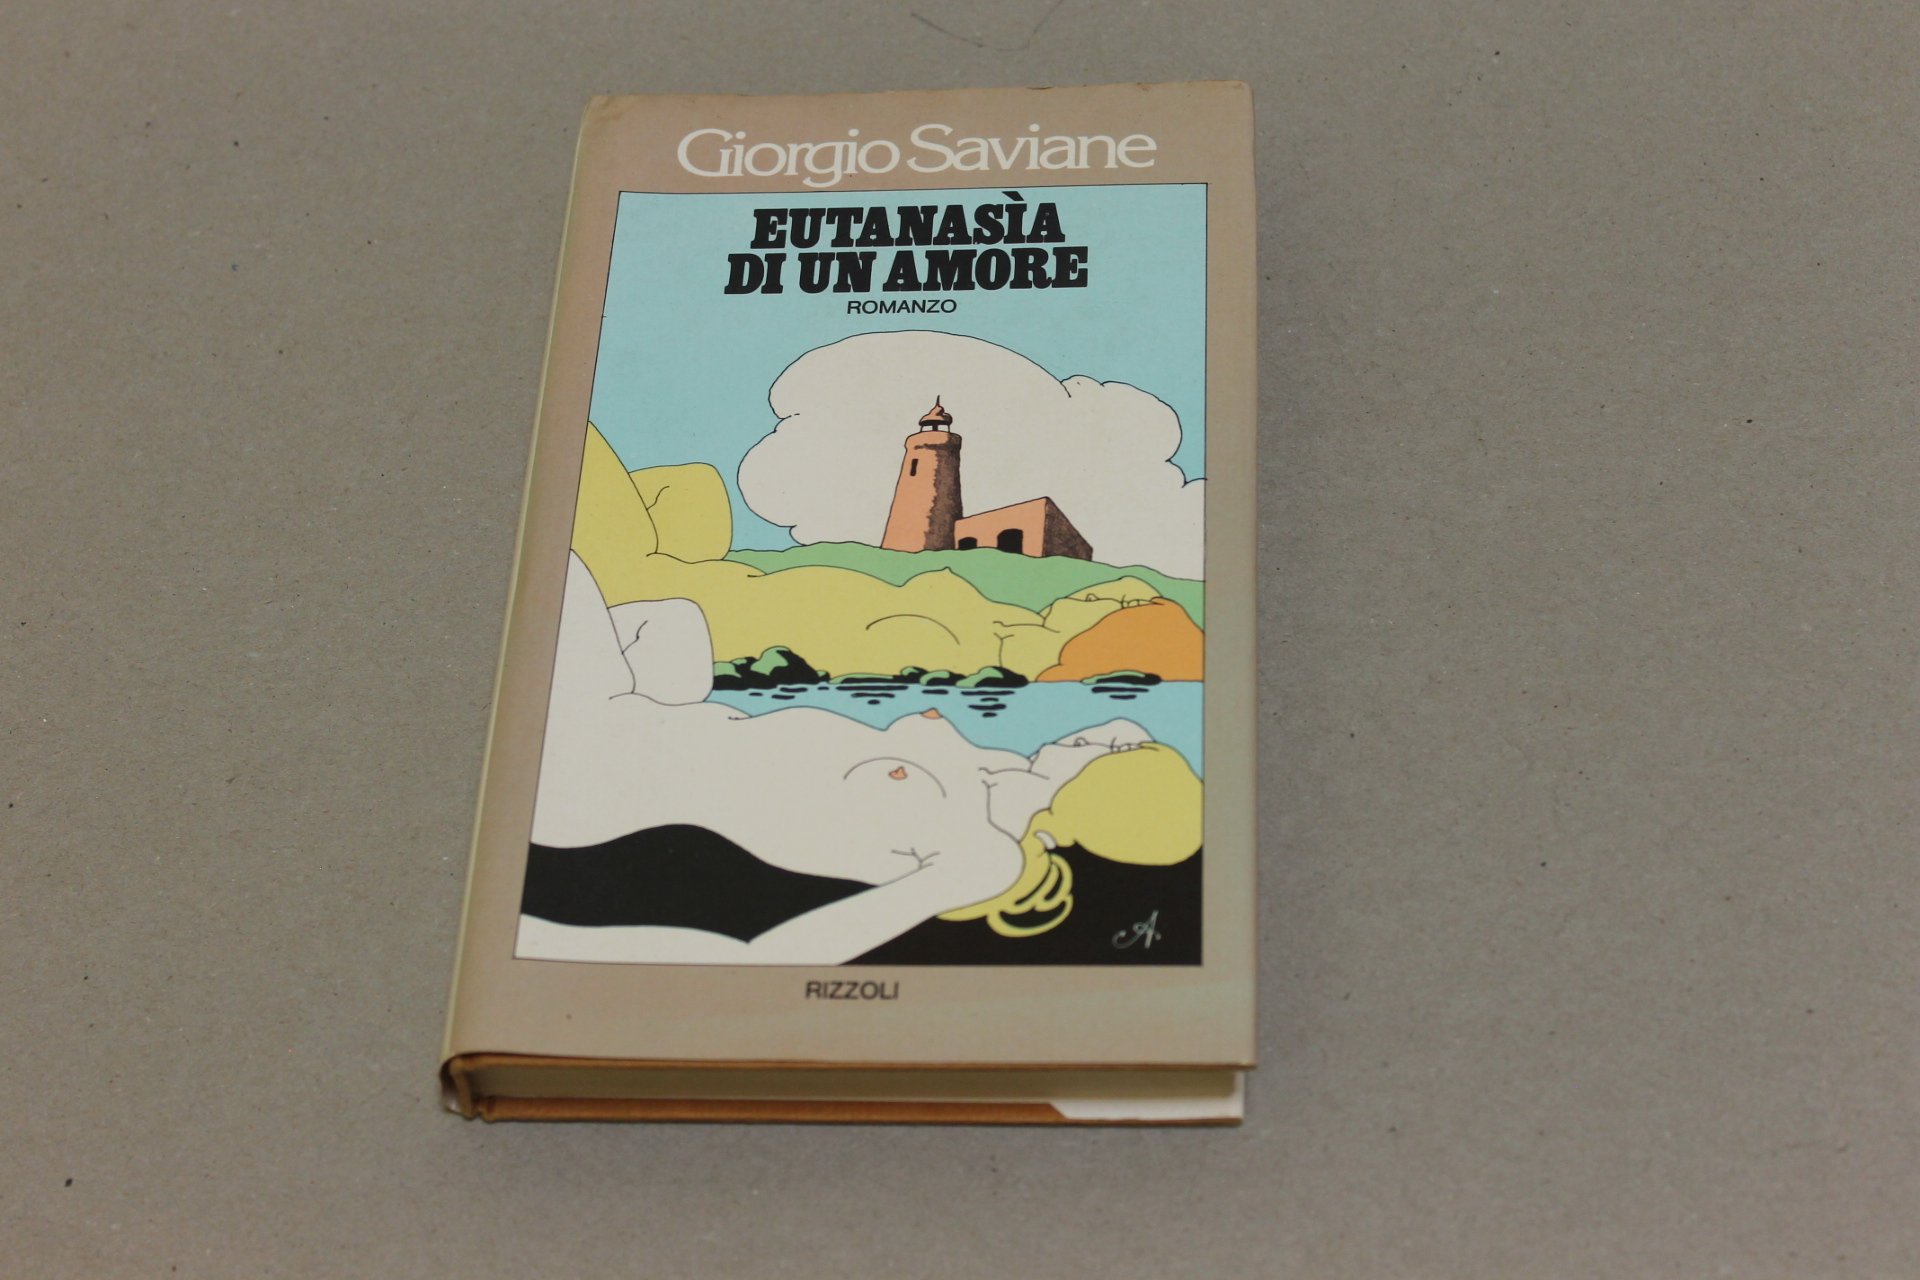 Giorgio Saviane
EUTANASÌA
DI UN AMORE
ROMANZO
A.
RIZZOLI